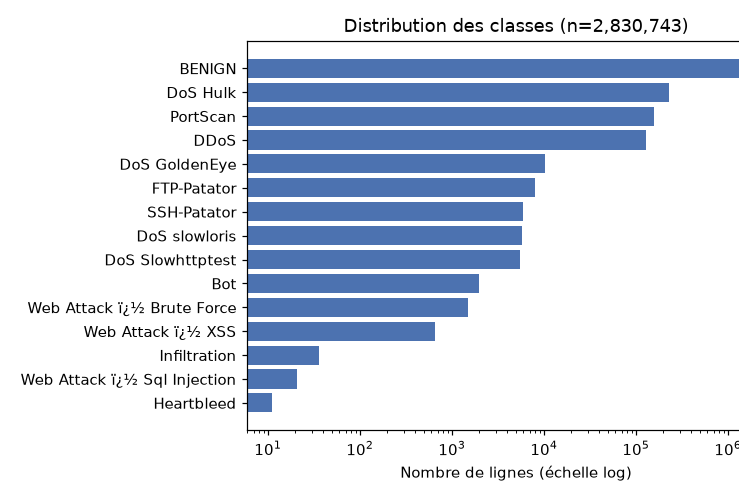 Distribution des classes (n=2,830,743)
BENIGN
DoS Hulk
PortScan
DDoS
DoS GoldenEye
FTP-Patator
SSH-Patator
DoS slowloris
DoS Slowhttptest
Bot
Web Attack ï¿½ Brute Force
Web Attack ï¿½ XSS
Infiltration
Web Attack ï¿½ Sql Injection
Heartbleed
10¹ 10² 10³ 10⁴ 10⁵ 10⁶
Nombre de lignes (échelle log)